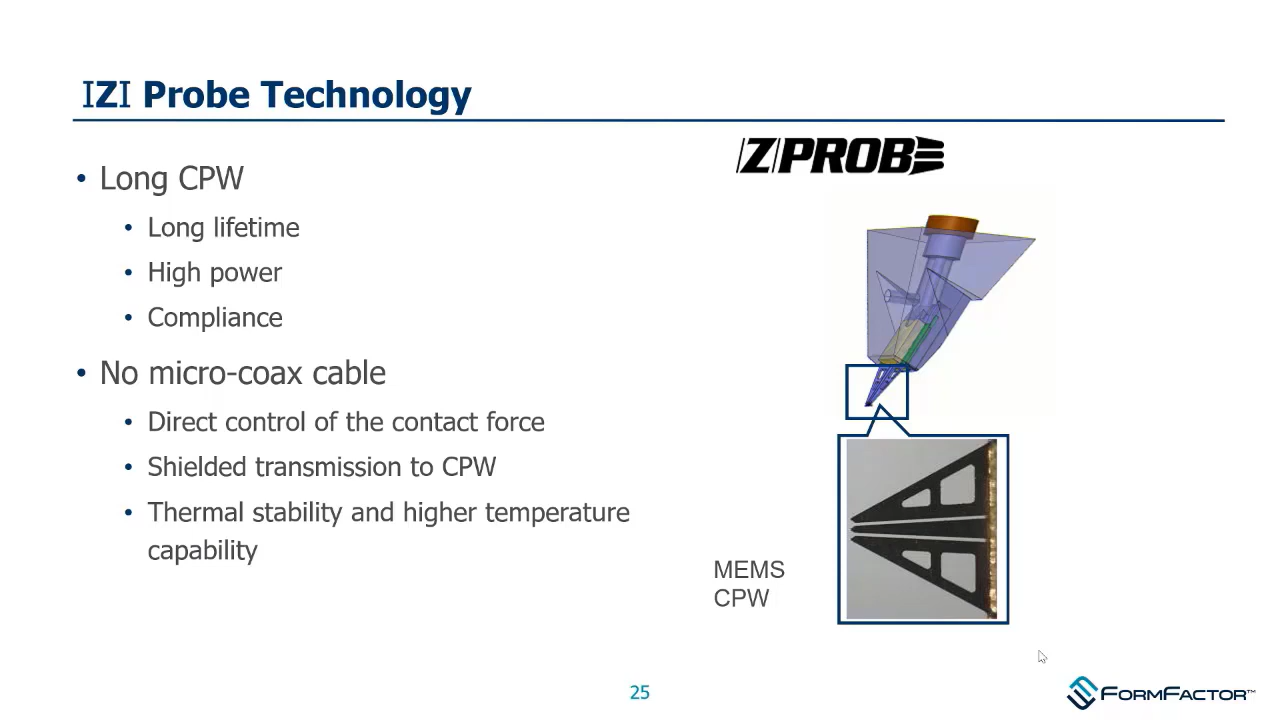 IZI Probe Technology
|Z|PROBE
• Long CPW
• Long lifetime
• High power
• Compliance
• No micro-coax cable
• Direct control of the contact force
• Shielded transmission to CPW
• Thermal stability and higher temperature
capability
MEMS
CPW
25
FORMFACTOR™